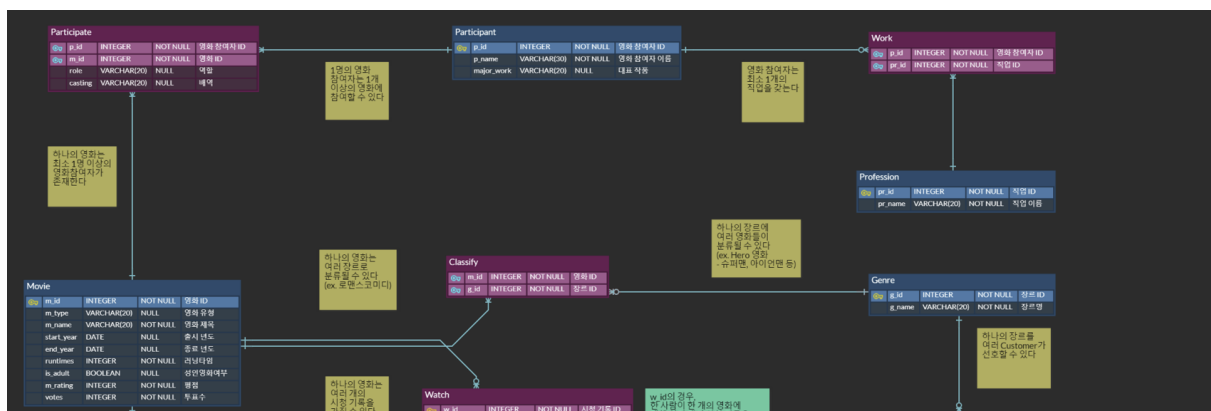 Participate
p_id INTEGER NOT NULL 영화 참여자 ID
m_id INTEGER NOT NULL 영화 ID
role VARCHAR(20) NULL 역할
casting VARCHAR(20) NULL 배역
1명의 영화
참여자는 1개
이상의 영화에
참여할 수 있다
Participant
p_id INTEGER NOT NULL 영화 참여자 ID
p_name VARCHAR(30) NOT NULL 영화 참여자 이름
major_work VARCHAR(20) NULL 대표 작품
영화 참여자는
최소 1개의
직업을 갖는다
Work
p_id INTEGER NOT NULL 영화 참여자 ID
pr_id INTEGER NOT NULL 직업 ID
하나의 영화는
최소 1명 이상의
영화참여자가
존재한다
Profession
pr_id INTEGER NOT NULL 직업 ID
pr_name VARCHAR(20) NOT NULL 직업 이름
하나의 영화는
여러 장르로
분류될 수 있다
(ex. 로맨스코미디)
Classify
m_id INTEGER NOT NULL 영화 ID
g_id INTEGER NOT NULL 장르 ID
하나의 장르에
여러 영화들이
분류될 수 있다
(ex. Hero 영화
- 슈퍼맨, 아이언맨 등)
Genre
g_id INTEGER NOT NULL 장르 ID
g_name VARCHAR(20) NOT NULL 장르명
하나의 장르를
여러 Customer가
선호할 수 있다
Movie
m_id INTEGER NOT NULL 영화 ID
m_type VARCHAR(20) NULL 영화 유형
m_name VARCHAR(20) NOT NULL 영화 제목
start_year DATE NULL 출시 년도
end_year DATE NULL 종료 년도
runtimes INTEGER NOT NULL 러닝타임
is_adult BOOLEAN NULL 성인영화여부
m_rating INTEGER NOT NULL 평점
votes INTEGER NOT NULL 투표수
하나의 영화는
여러 개의
시청 기록을
Watch
w_id INTEGER NOT NULL 시청 기록 ID
w_id의 경우,
한 사람이 한 개의 영화에